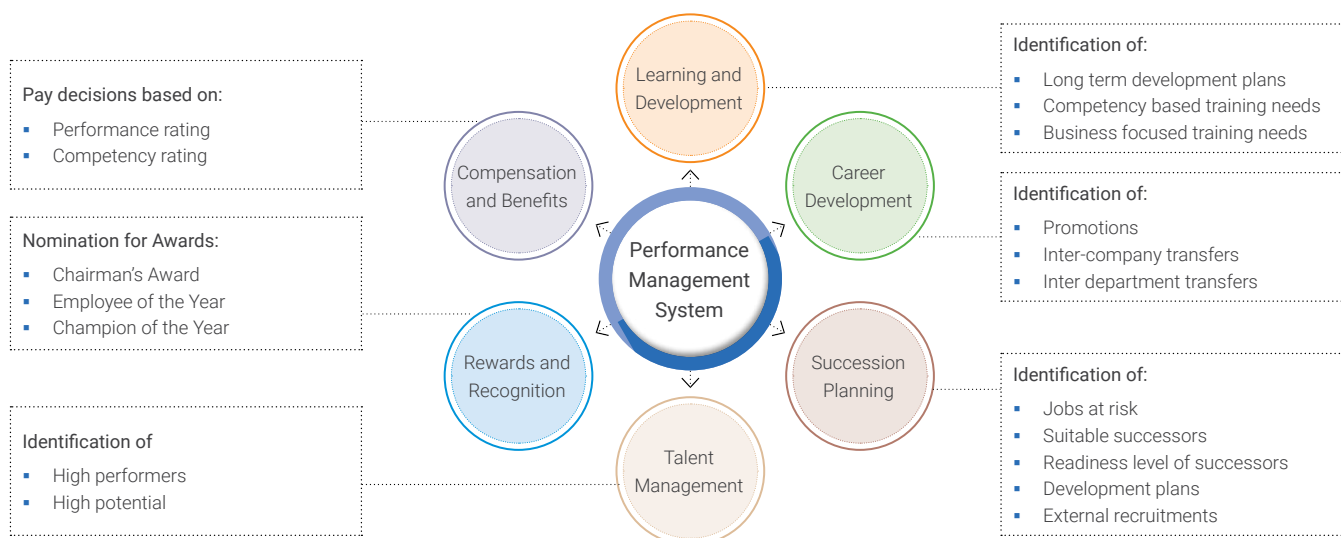 Pay decisions based on:
▪ Performance rating
▪ Competency rating
Nomination for Awards:
▪ Chairman’s Award
▪ Employee of the Year
▪ Champion of the Year
Identification of
▪ High performers
▪ High potential
Learning and
Development
Compensation
and Benefits
Career
Development
Performance
Management
System
Rewards and
Recognition
Succession
Planning
Talent
Management
Identification of:
▪ Long term development plans
▪ Competency based training needs
▪ Business focused training needs
Identification of:
▪ Promotions
▪ Inter-company transfers
▪ Inter department transfers
Identification of:
▪ Jobs at risk
▪ Suitable successors
▪ Readiness level of successors
▪ Development plans
▪ External recruitments